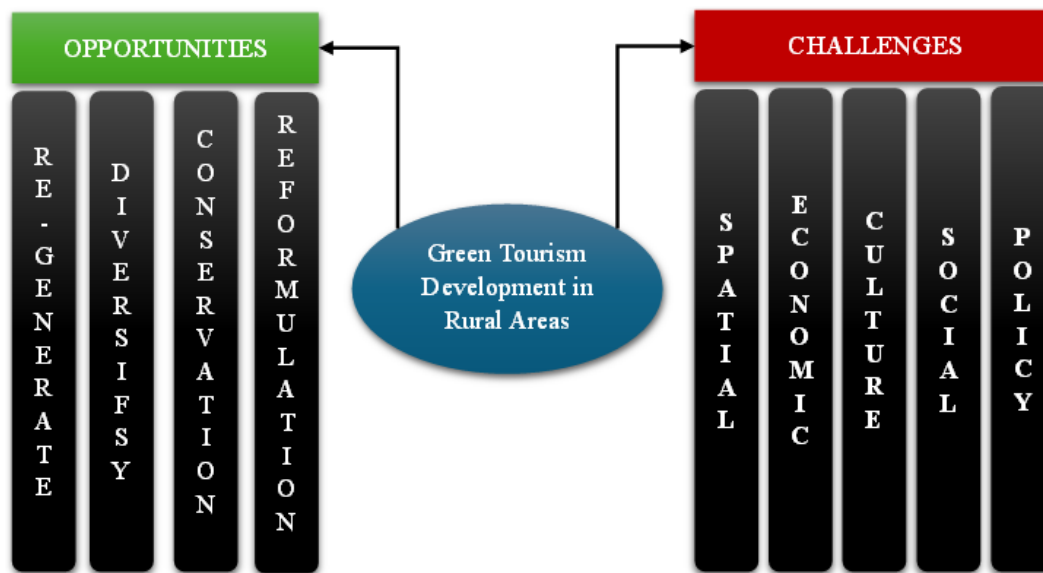 OPPORTUNITIES
RE-GENERATE
DIVERSIFSY
CONSERVATION
REFORMULATION
Green Tourism
Development in
Rural Areas
CHALLENGES
SPATIAL
ECONOMIC
CULTURE
SOCIAL
POLICY